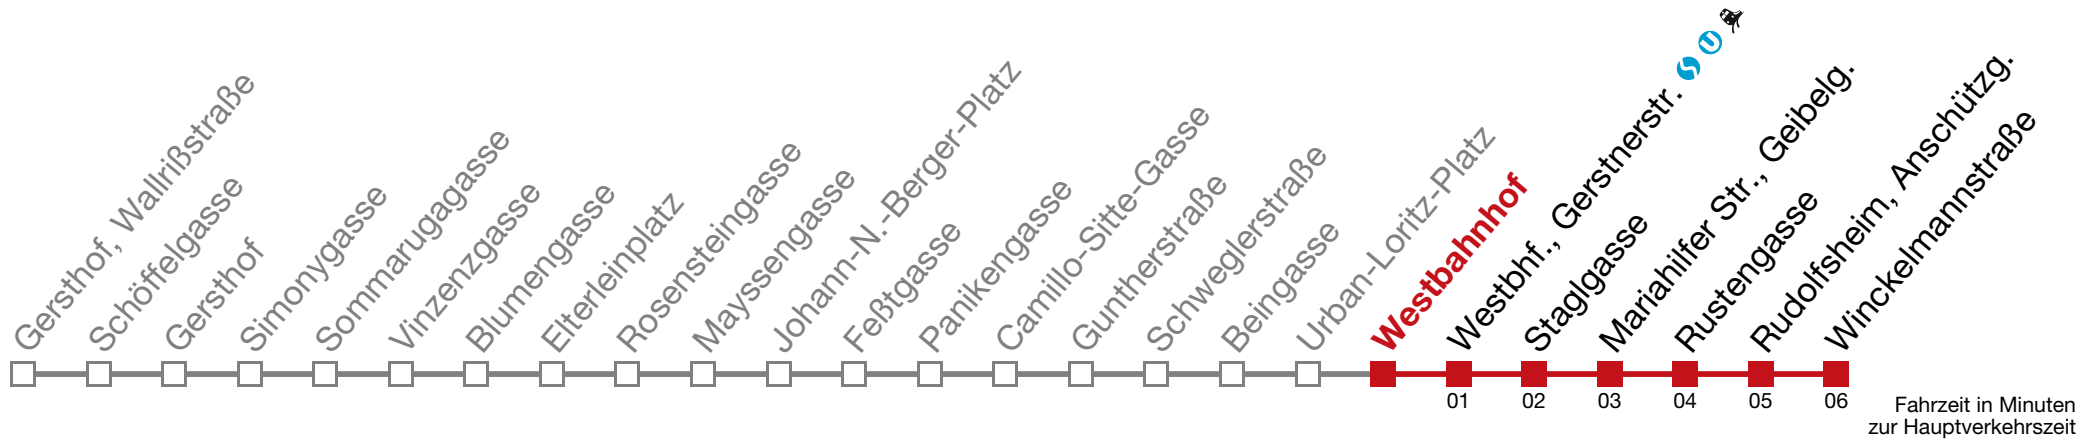 Gersthof, Wallrißstraße
Schöffelgasse
Gersthof
Simonygasse
Sommarugagasse
Vinzenzgasse
Blumengasse
Elterleinplatz
Rosensteingasse
Mayssengasse
Johann-N.-Berger-Platz
Feßtgasse
Panikengasse
Camillo-Sitte-Gasse
Guntherstraße
Schweglerstraße
Beingasse
Urban-Loritz-Platz
Westbahnhof
Westbhf., Gerstnerstr. S U
Staglgasse
Mariahilfer Str., Geibelg.
Rustengasse
Rudolfsheim, Anschützg.
Winckelmannstraße
01 02 03 04 05 06
Fahrzeit in Minuten
zur Hauptverkehrszeit